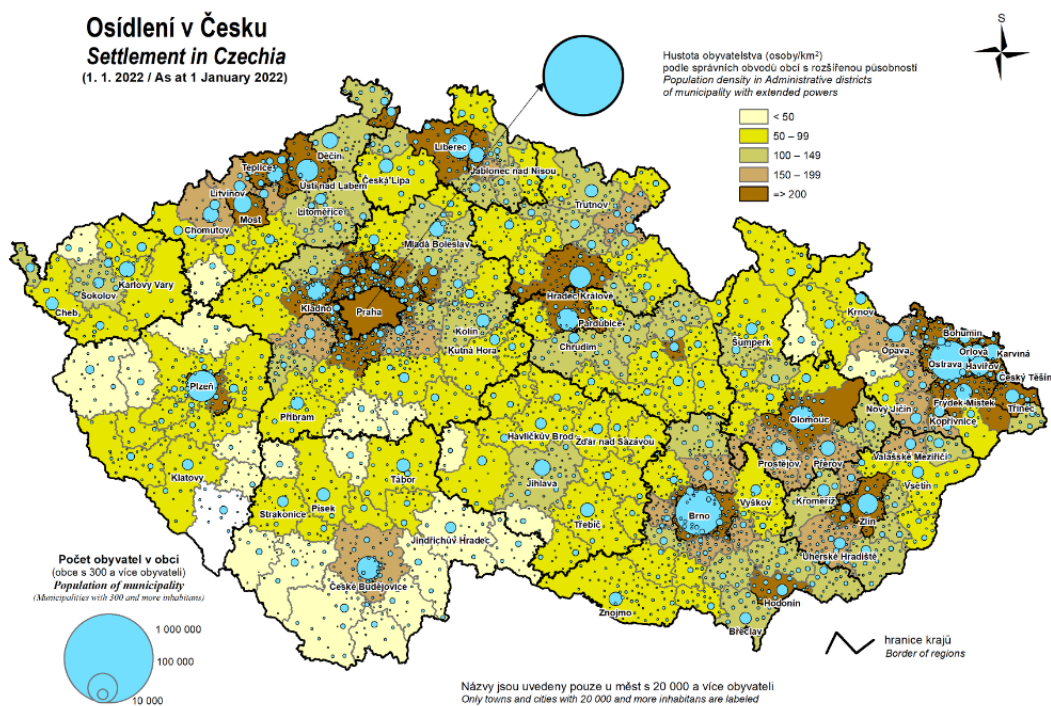 Osídlení v Česku
Settlement in Czechia
(1. 1. 2022 / As at 1 January 2022)
S
Hustota obyvatelstva (osoby/km²)
podle správních obvodů obcí s rozšířenou působností
Population density in Administrative districts
of municipality with extended powers
< 50
50 – 99
100 – 149
150 – 199
=> 200
Děčín
Liberec
Teplice
Jablonec nad Nisou
Ústí nad Labem
Česká Lípa
Litvínov
Trutnov
Litoměřice
Most
Chomutov
Mladá Boleslav
Karlovy Vary
Sokolov
Hradec Králové
Kladno
Praha
Cheb
Krnov
Pardubice
Kolín
Bohumín
Šumperk
Chrudim
Kutná Hora
Opava
Orlová
Karviná
Ostrava
Havířov
Český Těšín
Plzeň
Frýdek-Místek
Třinec
Příbram
Nový Jičín
Olomouc
Kopřivnice
Havlíčkův Brod
Žďár nad Sázavou
Valašské Meziříčí
Prostějov
Přerov
Klatovy
Tábor
Jihlava
Vsetín
Kroměříž
Vyškov
Písek
Strakonice
Brno
Třebíč
Zlín
Jindřichův Hradec
Uherské Hradiště
České Budějovice
Hodonín
Znojmo
Břeclav
Počet obyvatel v obci
(obce s 300 a více obyvateli)
Population of municipality
(Municipalities with 300 and more inhabitans)
1 000 000
100 000
10 000
hranice krajů
Border of regions
Názvy jsou uvedeny pouze u měst s 20 000 a více obyvateli
Only towns and cities with 20 000 and more inhabitans are labeled